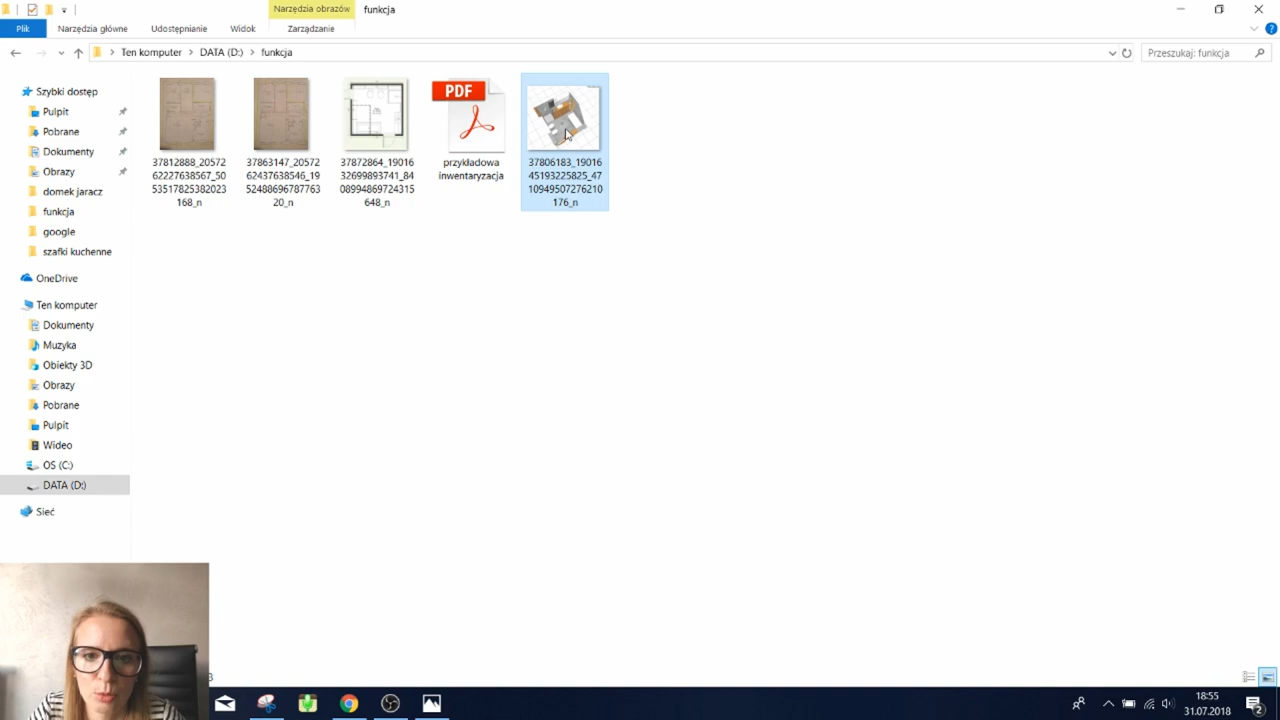 Narzędzia obrazów
funkcja
Plik
Narzędzia główne
Udostępnianie
Widok
Zarządzanie
Ten komputer
DATA (D:)
funkcja
Przeszukaj: funkcja
Szybki dostęp
Pulpit
Pobrane
Dokumenty
Obrazy
domek jaracz
funkcja
google
szafki kuchenne
OneDrive
Ten komputer
Dokumenty
Muzyka
Obiekty 3D
Obrazy
Pobrane
Pulpit
Wideo
OS (C:)
DATA (D:)
Sieć
37812888_20572
62227638567_50
53517825382023
168_n
37863147_20572
62437638546_19
52488696787763
20_n
37872864_19016
32699893741_84
08994869724315
648_n
PDF
przykładowa
inwentaryzacja
37806183_19016
45193225825_47
10949507276210
176_n
18:55
31.07.2018
2